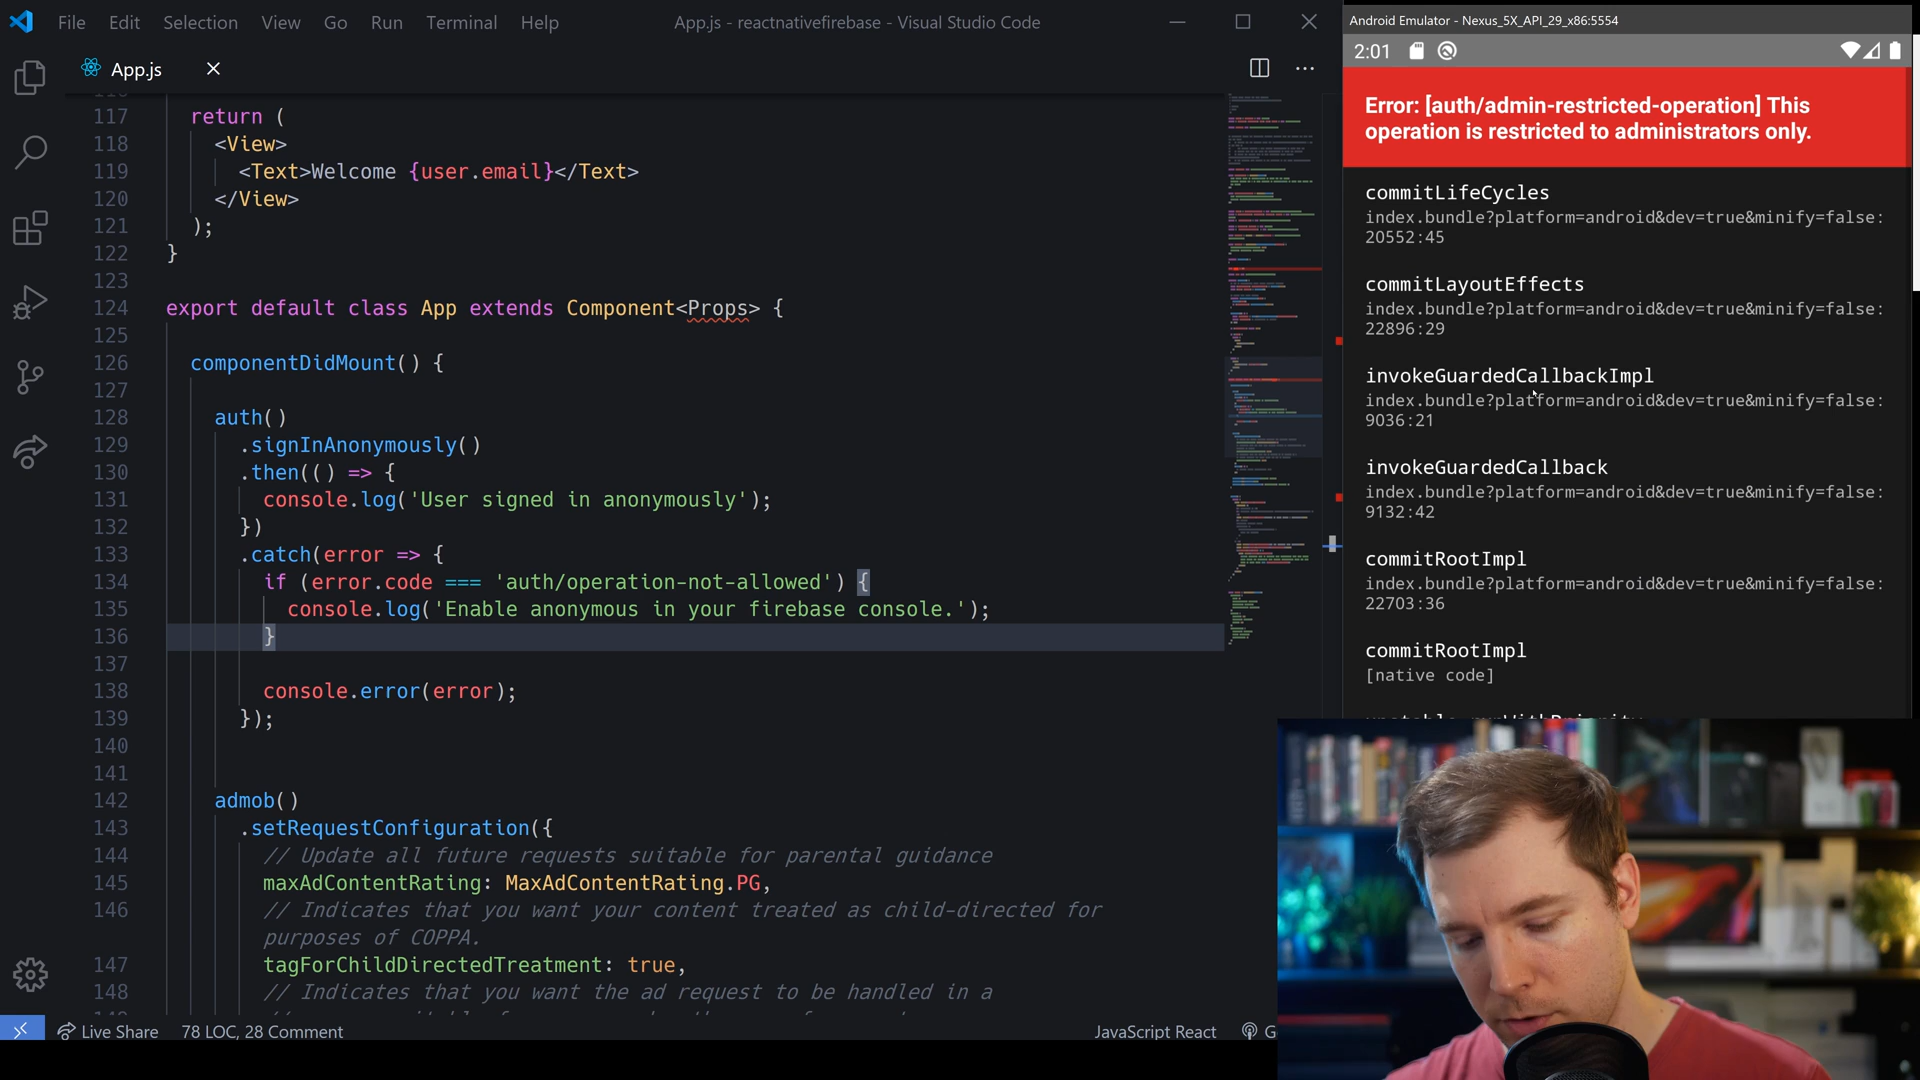 File Edit Selection View Go Run Terminal Help App.js - reactnativefirebase - Visual Studio Code
App.js
117 return (
118 <View>
119 <Text>Welcome {user.email}</Text>
120 </View>
121 );
122 }
123
124 export default class App extends Component<Props> {
125
126 componentDidMount() {
127
128 auth()
129 .signInAnonymously()
130 .then(() => {
131 console.log('User signed in anonymously');
132 })
133 .catch(error => {
134 if (error.code === 'auth/operation-not-allowed') {
135 console.log('Enable anonymous in your firebase console.');
136 }
137
138 console.error(error);
139 });
140
141
142 admob()
143 .setRequestConfiguration({
144 // Update all future requests suitable for parental guidance
145 maxAdContentRating: MaxAdContentRating.PG,
146 // Indicates that you want your content treated as child-directed for
purposes of COPPA.
147 tagForChildDirectedTreatment: true,
148 // Indicates that you want the ad request to be handled in a
Live Share 78 LOC, 28 Comment JavaScript React
Android Emulator - Nexus_5X_API_29_x86:5554
2:01
Error: [auth/admin-restricted-operation] This
operation is restricted to administrators only.
commitLifeCycles
index.bundle?platform=android&dev=true&minify=false:
20552:45
commitLayoutEffects
index.bundle?platform=android&dev=true&minify=false:
22896:29
invokeGuardedCallbackImpl
index.bundle?platform=android&dev=true&minify=false:
9036:21
invokeGuardedCallback
index.bundle?platform=android&dev=true&minify=false:
9132:42
commitRootImpl
index.bundle?platform=android&dev=true&minify=false:
22703:36
commitRootImpl
[native code]